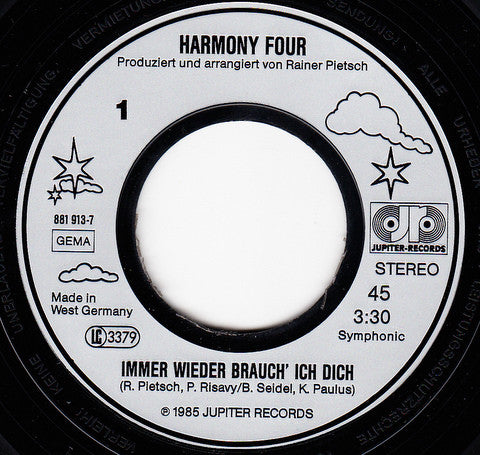 HARMONY FOUR
Produziert und arrangiert von Rainer Pietsch
1
881 913-7
GEMA
Made in
West Germany
LC 3379
JUPITER-RECORDS
STEREO
45
3:30
Symphonic
IMMER WIEDER BRAUCH' ICH DICH
(R. Pietsch, P. Risavy/B. Seidel, K. Paulus)
℗ 1985 JUPITER RECORDS
ALLE
KEINE